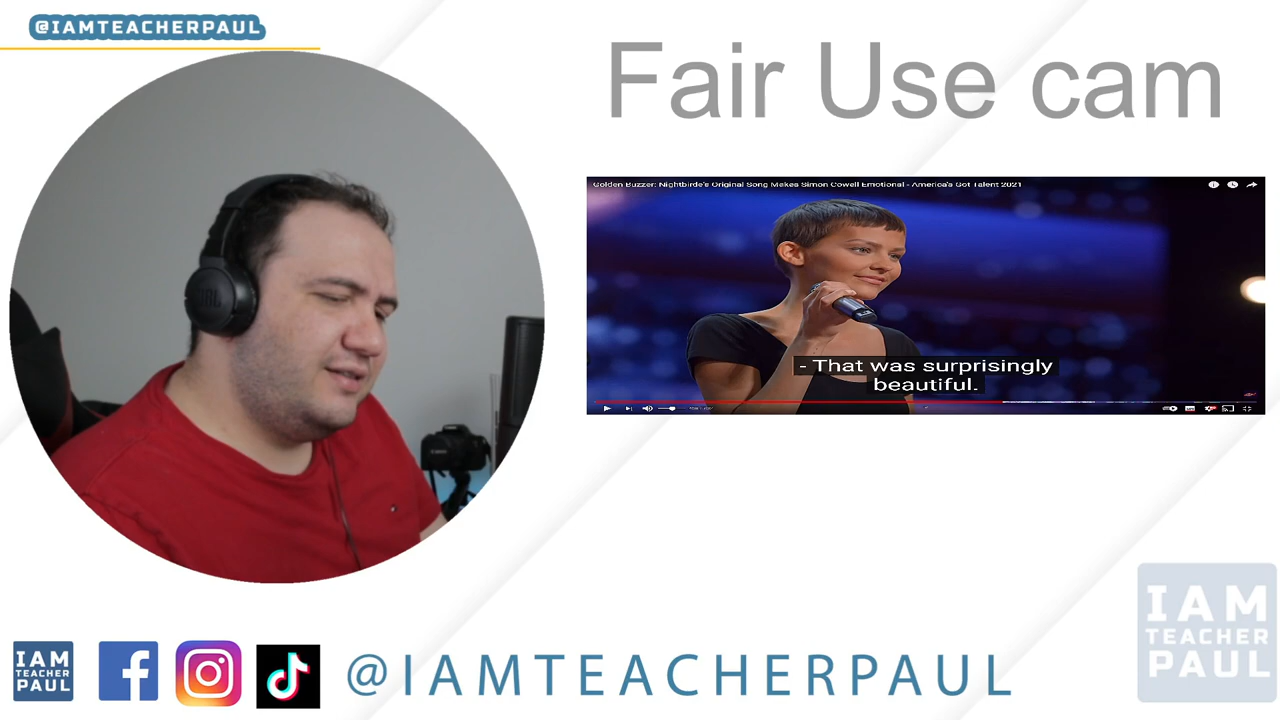 @IAMTEACHERPAUL
Fair Use cam
Golden Buzzer: Nightbirde's Original Song Makes Simon Cowell Emotional - America's Got Talent 2021
JBL
- That was surprisingly
beautiful.
IAM
TEACHER
PAUL
IAM
TEACHER
PAUL
@IAMTEACHERPAUL